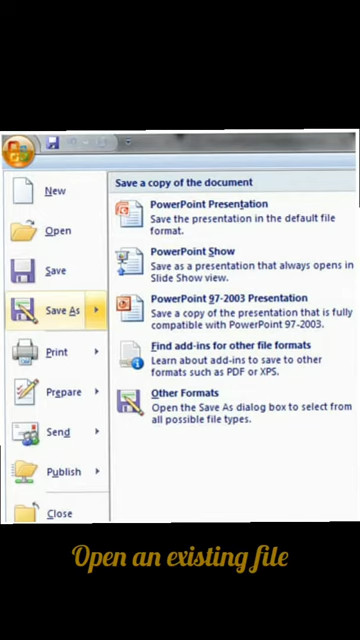 New
Open
Save
Save As
Print
Prepare
Send
Publish
Close
Save a copy of the document
PowerPoint Presentation
Save the presentation in the default file
format.
PowerPoint Show
Save as a presentation that always opens in
Slide Show view.
PowerPoint 97-2003 Presentation
Save a copy of the presentation that is fully
compatible with PowerPoint 97-2003.
Find add-ins for other file formats
Learn about add-ins to save to other
formats such as PDF or XPS.
Other Formats
Open the Save As dialog box to select from
all possible file types.
Open an existing file